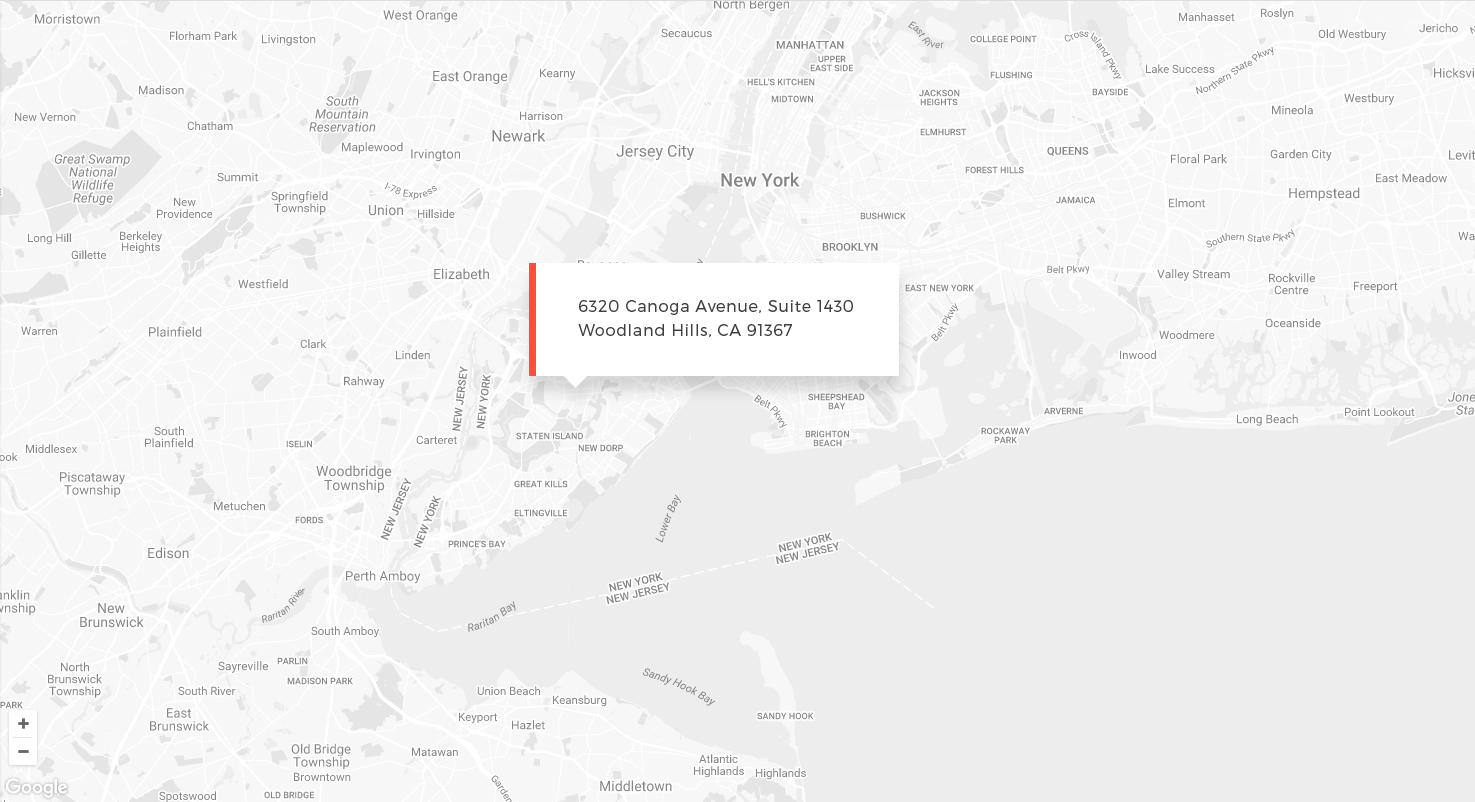 North Bergen
Morristown
West Orange
Manhasset
Roslyn
Florham Park
Livingston
Secaucus
MANHATTAN
East River
COLLEGE POINT
Cross Island Pkwy
Old Westbury
Jericho
UPPER
EAST SIDE
East Orange
Kearny
HELL'S KITCHEN
FLUSHING
Lake Success
Northern State Pkwy
Hicksv
Madison
MIDTOWN
JACKSON
HEIGHTS
BAYSIDE
Westbury
South
Mountain
Reservation
New Vernon
Chatham
Harrison
Newark
ELMHURST
Mineola
Maplewood
Irvington
Jersey City
QUEENS
Floral Park
Garden City
Levit
Great Swamp
National
Wildlife
Refuge
Summit
New York
FOREST HILLS
East Meadow
I-78 Express
Springfield
Township
Hempstead
New
Providence
Union
Hillside
BUSHWICK
JAMAICA
Elmont
Long Hill
Berkeley
Heights
BROOKLYN
Southern State Pkwy
Wa
Gillette
Elizabeth
Belt Pkwy
Valley Stream
Rockville
Centre
Freeport
Westfield
EAST NEW YORK
6320 Canoga Avenue, Suite 1430
Woodland Hills, CA 91367
Belt Pkwy
Oceanside
Warren
Plainfield
Clark
Linden
Woodmere
Inwood
Rahway
NEW JERSEY
NEW YORK
Belt Pkwy
SHEEPSHEAD
BAY
ARVERNE
Long Beach
Point Lookout
Jone
Sta
South
Plainfield
ISELIN
Carteret
STATEN ISLAND
NEW DORP
BRIGHTON
BEACH
ROCKAWAY
PARK
Middlesex
ook
Woodbridge
Township
Piscataway
Township
GREAT KILLS
Metuchen
FORDS
NEW JERSEY
NEW YORK
ELTINGVILLE
Lower Bay
PRINCE'S BAY
NEW YORK
NEW JERSEY
Edison
Perth Amboy
NEW YORK
NEW JERSEY
anklin
wnship
New
Brunswick
Raritan River
Raritan Bay
South Amboy
North
Brunswick
Township
Sayreville
PARLIN
MADISON PARK
Sandy Hook Bay
South River
Union Beach
Keansburg
PARK
East
Brunswick
Keyport
Hazlet
SANDY HOOK
+
−
Old Bridge
Township
Matawan
Browntown
Atlantic
Highlands
Highlands
Google
Spotswood
OLD BRIDGE
Middletown